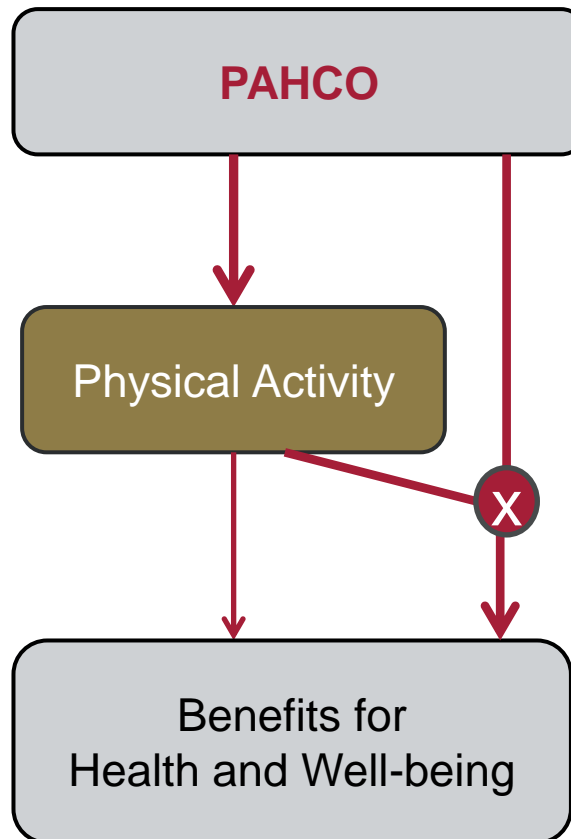 PAHCO
Physical Activity
x
Benefits for
Health and Well-being